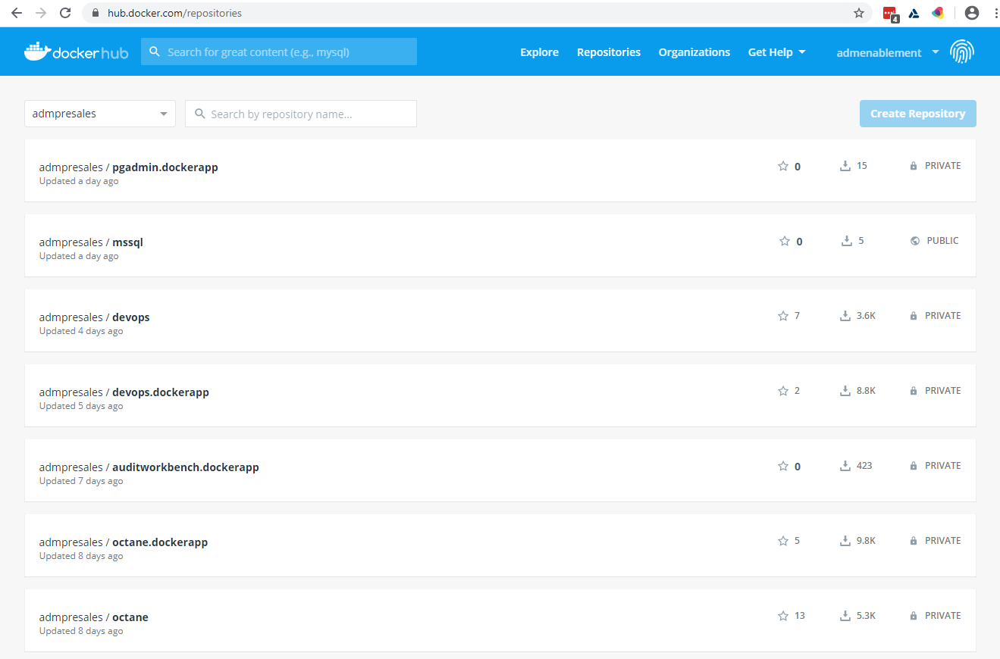 hub.docker.com/repositories
4
docker hub
Search for great content (e.g., mysql)
Explore
Repositories
Organizations
Get Help
admenablement
admpresales
Search by repository name...
Create Repository
admpresales / pgadmin.dockerapp
Updated a day ago
0
15
PRIVATE
admpresales / mssql
Updated a day ago
0
5
PUBLIC
admpresales / devops
Updated 4 days ago
7
3.6K
PRIVATE
admpresales / devops.dockerapp
Updated 5 days ago
2
8.8K
PRIVATE
admpresales / auditworkbench.dockerapp
Updated 7 days ago
0
423
PRIVATE
admpresales / octane.dockerapp
Updated 8 days ago
5
9.8K
PRIVATE
admpresales / octane
Updated 8 days ago
13
5.3K
PRIVATE